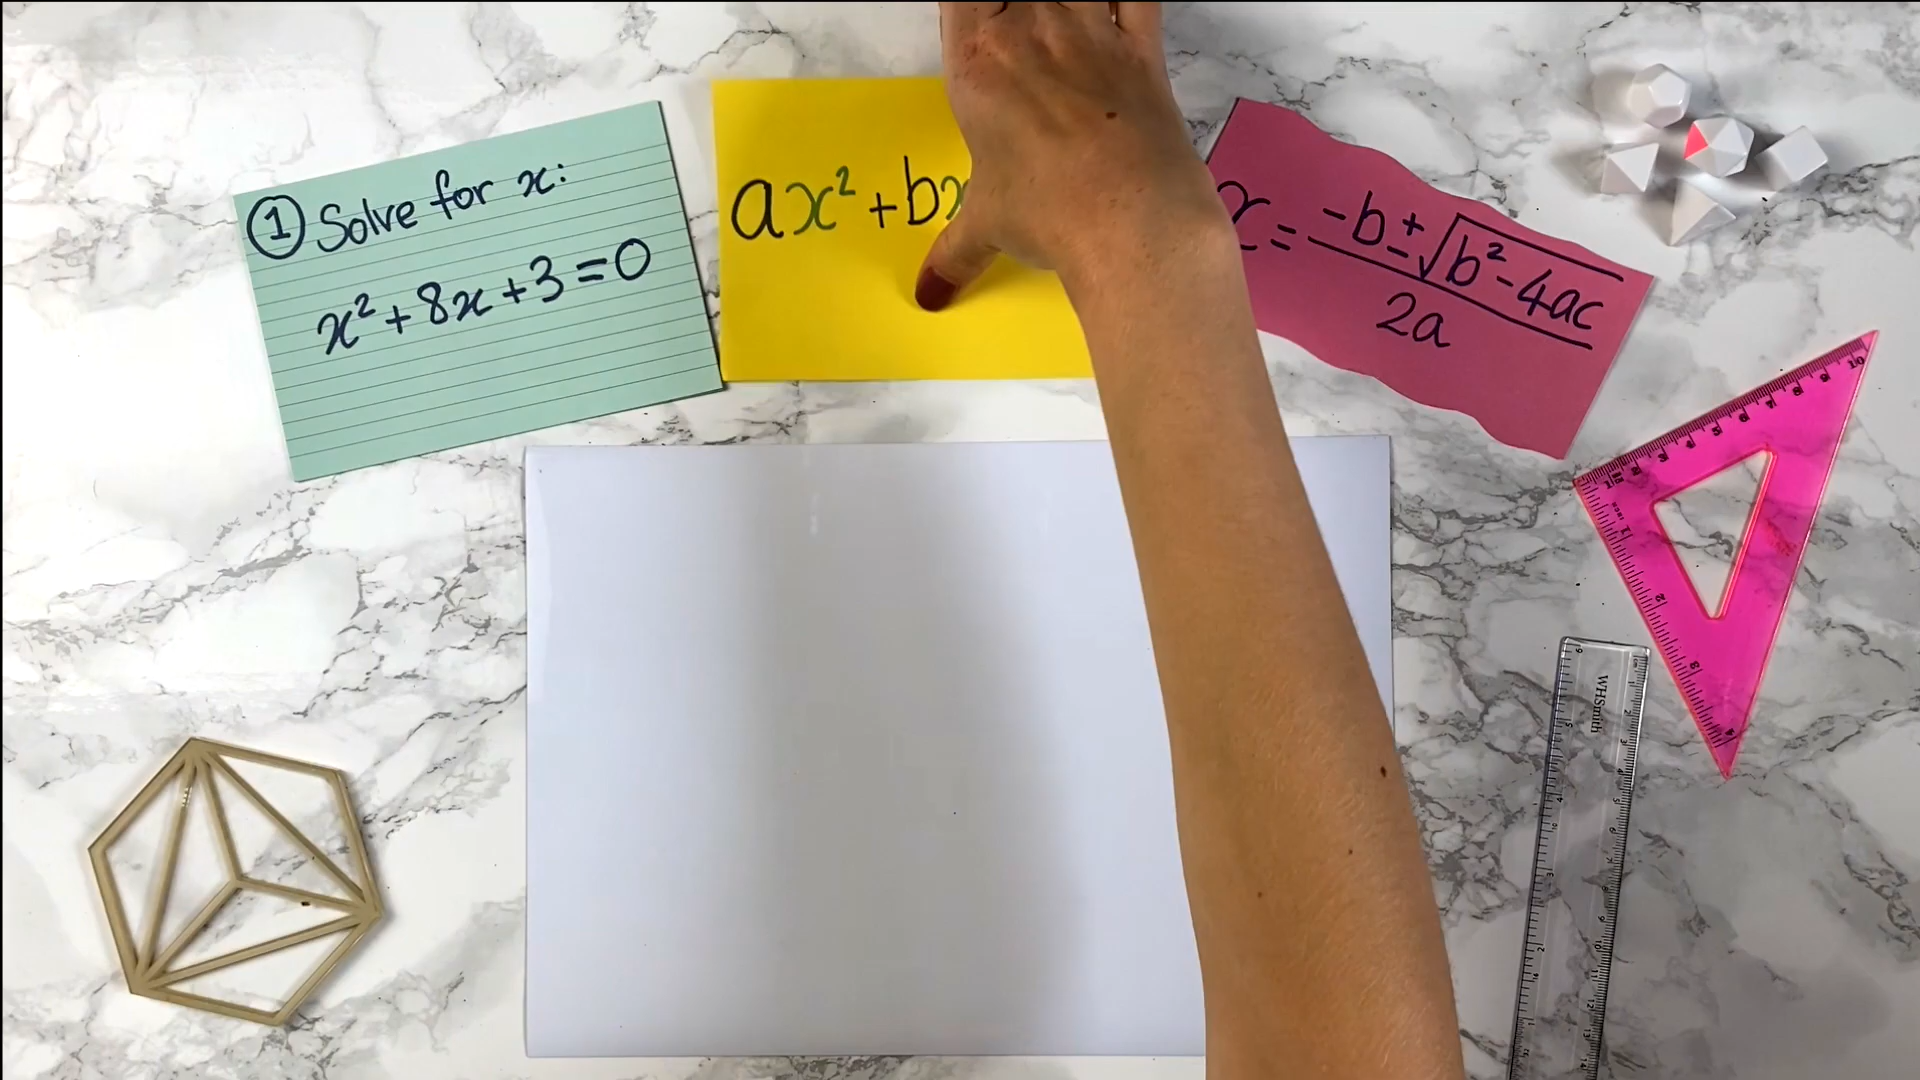 ① Solve for x:
x² + 8x + 3 = 0
ax² + bx
x = -b ± √b² - 4ac
2a
WHSmith